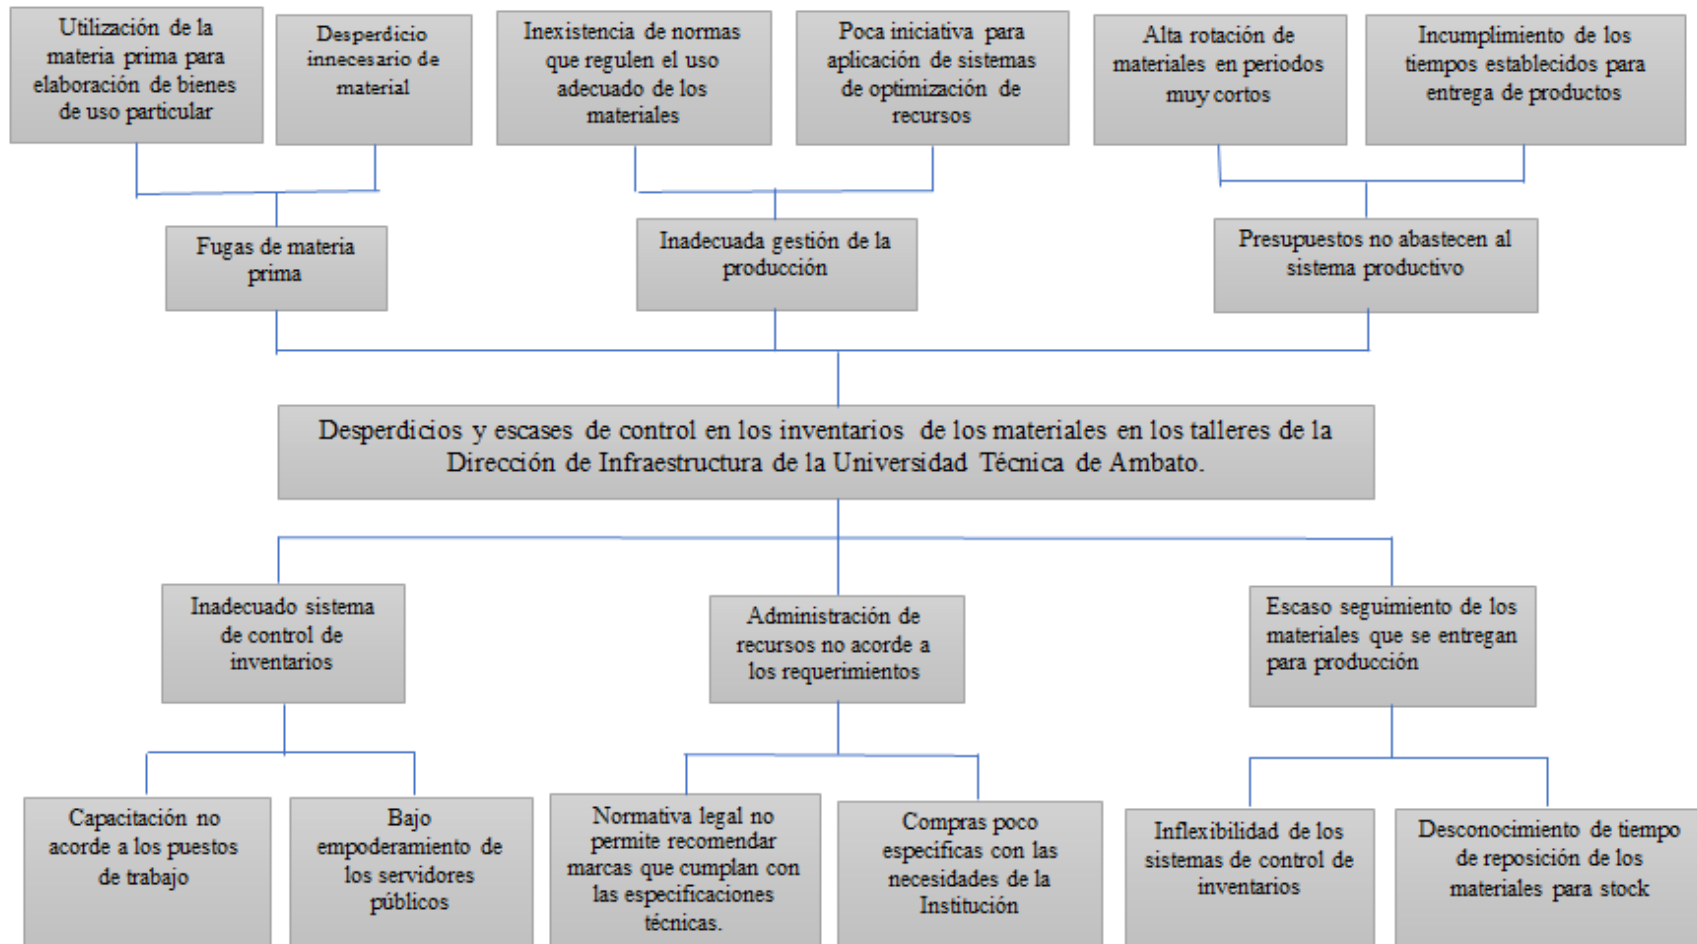 Utilización de la
materia prima para
elaboración de bienes
de uso particular
Desperdicio
innecesario de
material
Inexistencia de normas
que regulen el uso
adecuado de los
materiales
Poca iniciativa para
aplicación de sistemas
de optimización de
recursos
Alta rotación de
materiales en periodos
muy cortos
Incumplimiento de los
tiempos establecidos para
entrega de productos
Fugas de materia
prima
Inadecuada gestión de la
producción
Presupuestos no abastecen al
sistema productivo
Desperdicios y escases de control en los inventarios de los materiales en los talleres de la
Dirección de Infraestructura de la Universidad Técnica de Ambato.
Inadecuado sistema
de control de
inventarios
Administración de
recursos no acorde a
los requerimientos
Escaso seguimiento de los
materiales que se entregan
para producción
Capacitación no
acorde a los puestos
de trabajo
Bajo
empoderamiento de
los servidores
públicos
Normativa legal no
permite recomendar
marcas que cumplan con
las especificaciones
técnicas.
Compras poco
específicas con las
necesidades de la
Institución
Inflexibilidad de los
sistemas de control de
inventarios
Desconocimiento de tiempo
de reposición de los
materiales para stock